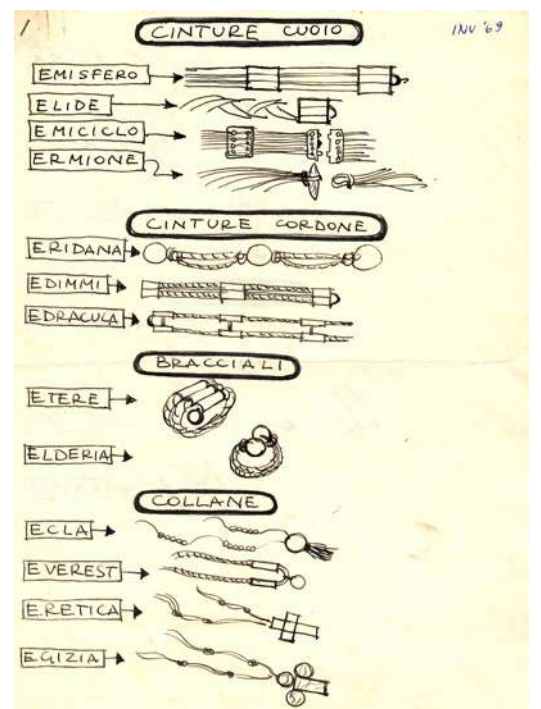 1
CINTURE CUOIO
INV '69
EMISFERO
ELIDE
EMICICLO
ERMIONE
CINTURE CORDONE
ERIDANA
EDIMMI
EDRACULA
BRACCIALI
ETERE
ELDERIA
COLLANE
ECLA
EVEREST
ERETICA
EGIZIA